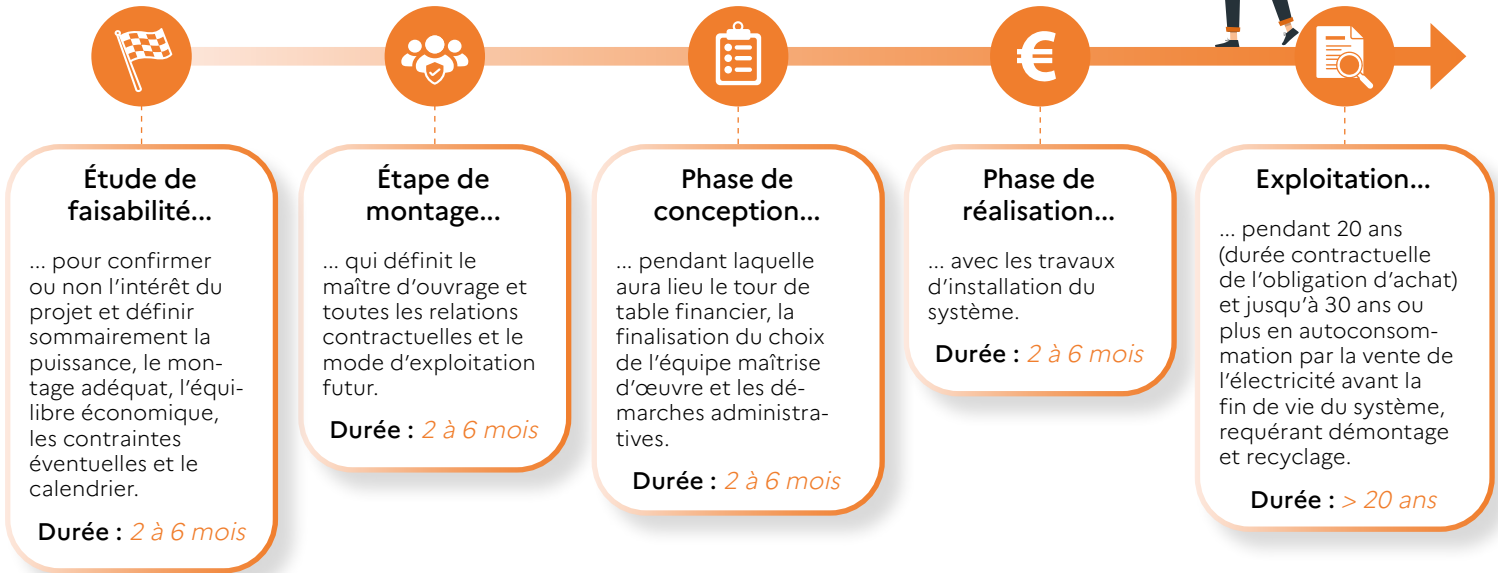 €
Étude de
faisabilité...
... pour confirmer
ou non l'intérêt du
projet et définir
sommairement la
puissance, le mon-
tage adéquat, l'équi-
libre économique,
les contraintes
éventuelles et le
calendrier.
Durée : 2 à 6 mois
Étape de
montage...
... qui définit le
maître d'ouvrage et
toutes les relations
contractuelles et le
mode d'exploitation
futur.
Durée : 2 à 6 mois
Phase de
conception...
... pendant laquelle
aura lieu le tour de
table financier, la
finalisation du choix
de l'équipe maîtrise
d'œuvre et les dé-
marches administra-
tives.
Durée : 2 à 6 mois
Phase de
réalisation...
... avec les travaux
d'installation du
système.
Durée : 2 à 6 mois
Exploitation...
... pendant 20 ans
(durée contractuelle
de l'obligation d'achat)
et jusqu'à 30 ans ou
plus en autoconsom-
mation par la vente de
l'électricité avant la
fin de vie du système,
requérant démontage
et recyclage.
Durée : > 20 ans